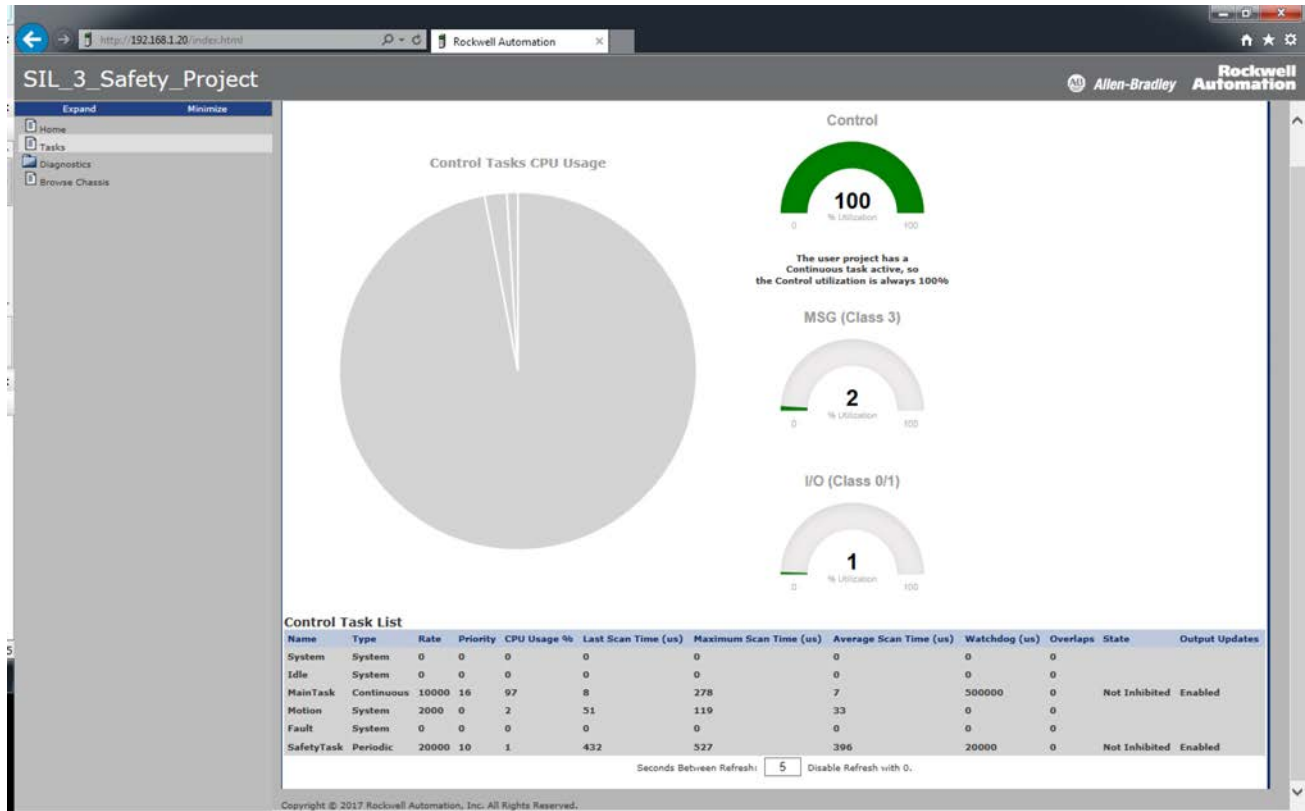 http://192.168.1.20/index.html
Rockwell Automation
SIL_3_Safety_Project
Allen-Bradley
Rockwell
Automation
Expand Minimize
Home
Tasks
Diagnostics
Browse Chassis
Control Tasks CPU Usage
Control
100
% Utilization
0 100
The user project has a
Continuous task active, so
the Control utilization is always 100%
MSG (Class 3)
2
% Utilization
0 100
I/O (Class 0/1)
1
% Utilization
0 100
Control Task List
Name Type Rate Priority CPU Usage % Last Scan Time (us) Maximum Scan Time (us) Average Scan Time (us) Watchdog (us) Overlaps State Output Updates
System System 0 0 0 0 0 0 0 0
Idle System 0 0 0 0 0 0 0 0
MainTask Continuous 10000 16 97 8 278 7 500000 0 Not Inhibited Enabled
Motion System 2000 0 2 51 119 33 0 0
Fault System 0 0 0 0 0 0 0 0
SafetyTask Periodic 20000 10 1 432 527 396 20000 0 Not Inhibited Enabled
Seconds Between Refresh: 5 Disable Refresh with 0.
Copyright © 2017 Rockwell Automation, Inc. All Rights Reserved.